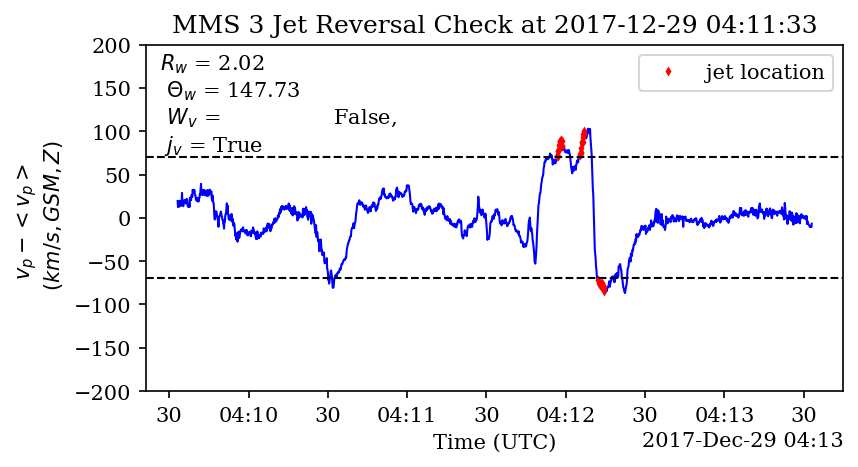 MMS 3 Jet Reversal Check at 2017-12-29 04:11:33
R_w = 2.02
Θ_w = 147.73
W_v = False,
j_v = True
jet location
200
150
100
50
0
−50
−100
−150
−200
v_p − < v_p >
(km/s, GSM, Z)
30 04:10 30 04:11 30 04:12 30 04:13 30
Time (UTC)
2017-Dec-29 04:13